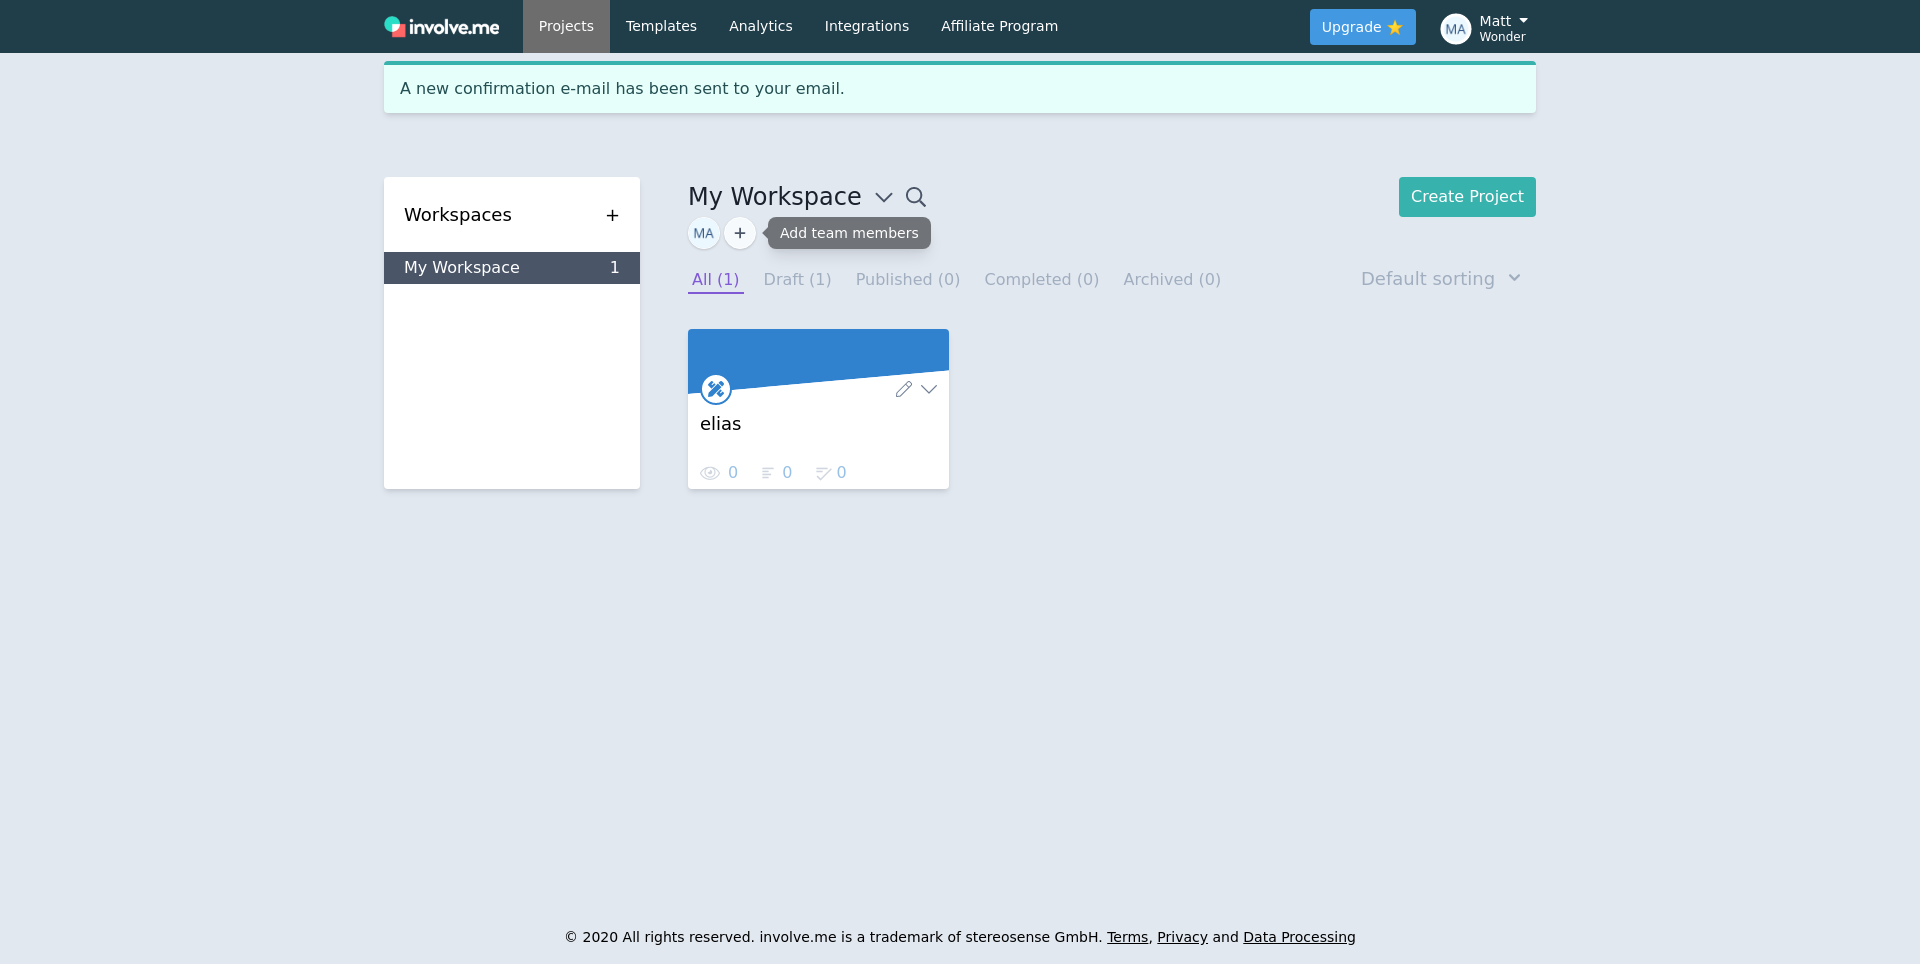 involve.me
Projects
Templates
Analytics
Integrations
Affiliate Program
Upgrade
MA
Matt
Wonder
A new confirmation e-mail has been sent to your email.
Workspaces
+
My Workspace 1
My Workspace
Create Project
MA
+
Add team members
All (1)
Draft (1)
Published (0)
Completed (0)
Archived (0)
Default sorting
elias
0
0
0
© 2020 All rights reserved. involve.me is a trademark of stereosense GmbH. Terms, Privacy and Data Processing